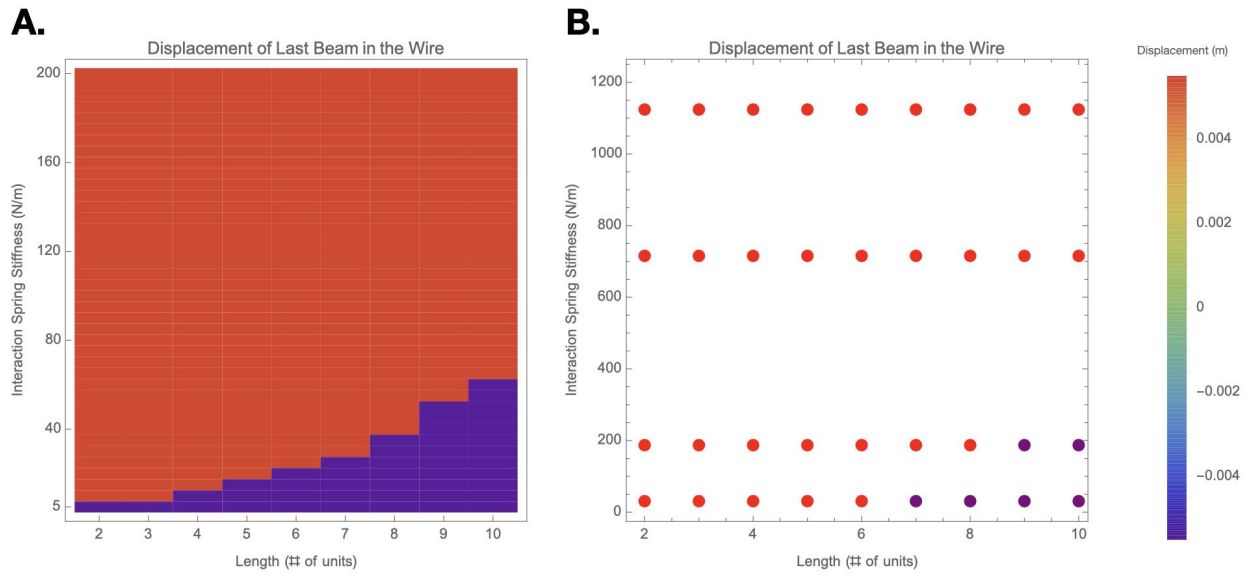 A.
Displacement of Last Beam in the Wire
Interaction Spring Stiffness (N/m)
200
160
120
80
40
5
2 3 4 5 6 7 8 9 10
Length (# of units)
B.
Displacement of Last Beam in the Wire
Interaction Spring Stiffness (N/m)
1200
1000
800
600
400
200
0
2 4 6 8 10
Length (# of units)
Displacement (m)
0.004
0.002
0
−0.002
−0.004